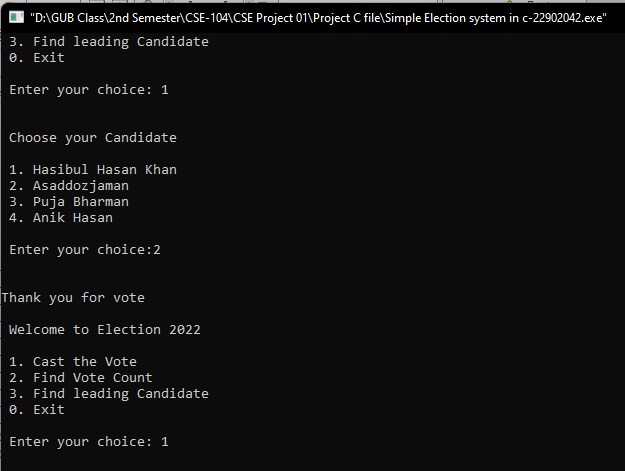 "D:\GUB Class\2nd Semester\CSE-104\CSE Project 01\Project C file\Simple Election system in c-22902042.exe"
3. Find leading Candidate
0. Exit
Enter your choice: 1
Choose your Candidate
1. Hasibul Hasan Khan
2. Asaddozjaman
3. Puja Bharman
4. Anik Hasan
Enter your choice:2
Thank you for vote
Welcome to Election 2022
1. Cast the Vote
2. Find Vote Count
3. Find leading Candidate
0. Exit
Enter your choice: 1